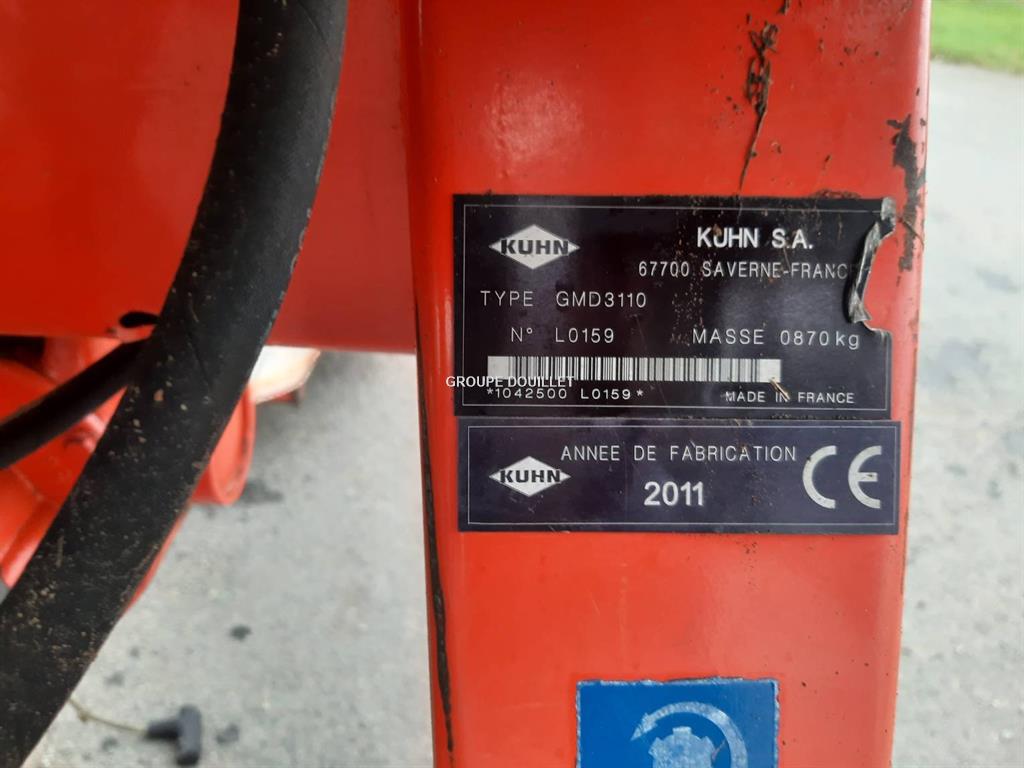 KUHN
KUHN S.A.
67700 SAVERNE-FRANCE
TYPE GMD3110
N° L0159 MASSE 0870 kg
GROUPE DOUILLET
*1042500 L0159*
MADE IN FRANCE
KUHN
ANNEE DE FABRICATION
2011
CE